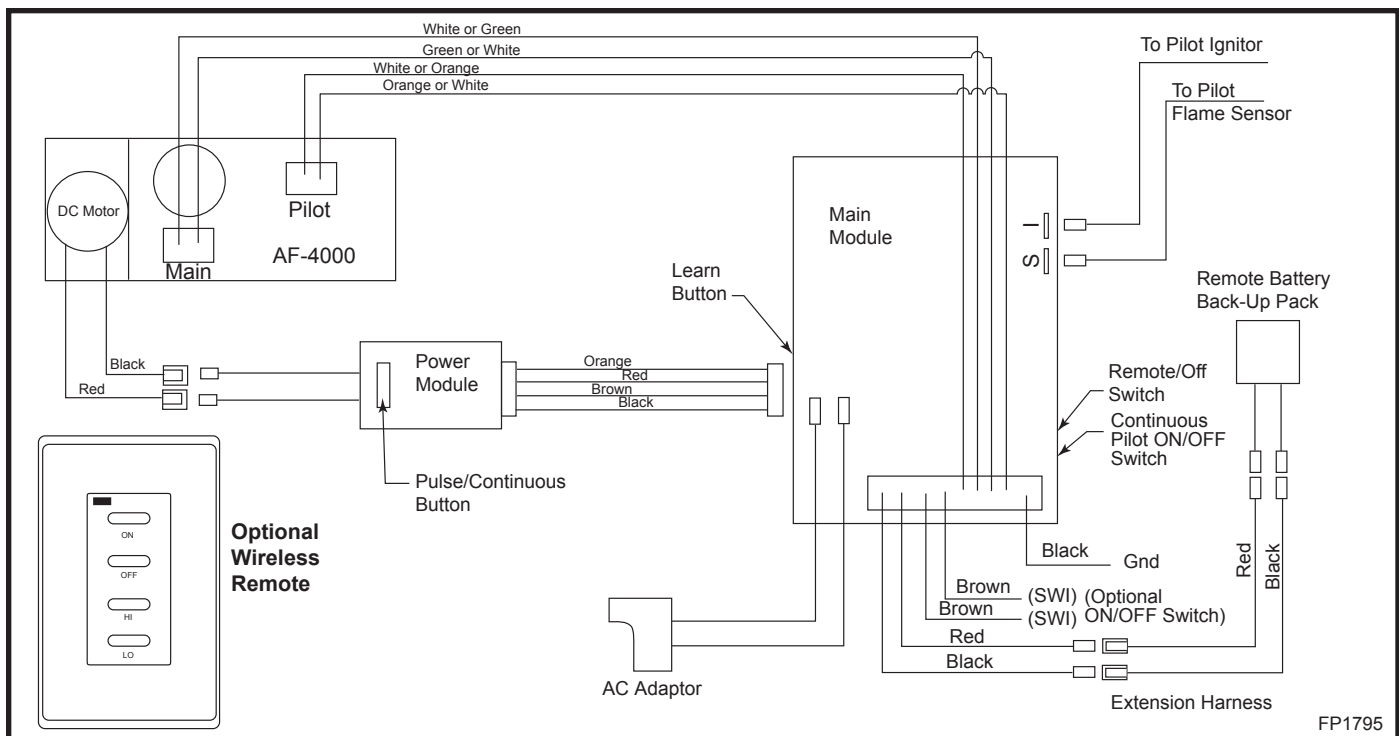 White or Green
Green or White
White or Orange
Orange or White
To Pilot Ignitor
To Pilot
Flame Sensor
DC Motor
Pilot
Main
AF-4000
Main
Module
I
S
Learn
Button
Remote Battery
Back-Up Pack
Black
Red
Power
Module
Orange
Red
Brown
Black
Remote/Off
Switch
Continuous
Pilot ON/OFF
Switch
Pulse/Continuous
Button
ON
OFF
HI
LO
Optional
Wireless
Remote
Black
Gnd
Red
Black
Brown
(SWI) (Optional
Brown
(SWI) ON/OFF Switch)
Red
Black
AC Adaptor
Extension Harness
FP1795